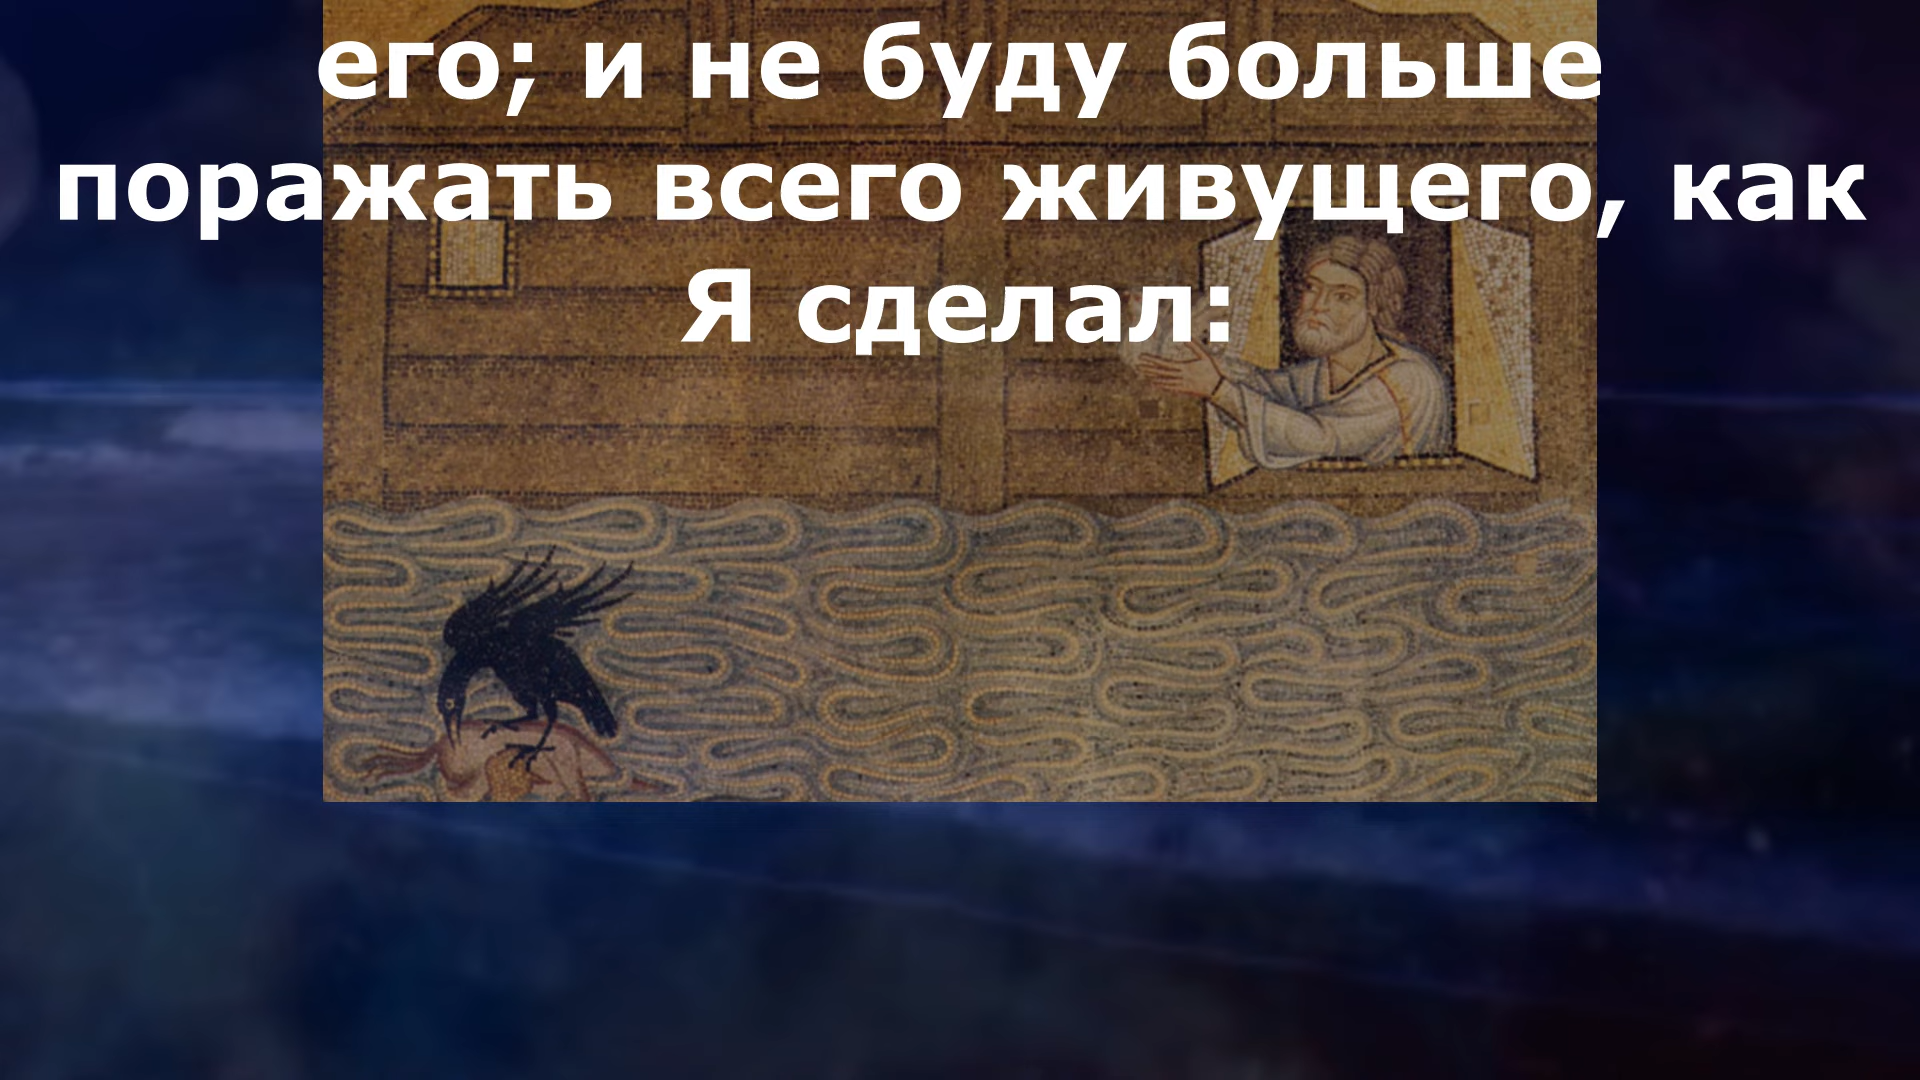 его; и не буду больше
поражать всего живущего, как
Я сделал: